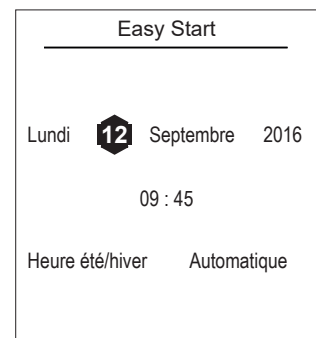 Easy Start
Lundi 12 Septembre 2016
09 : 45
Heure été/hiver Automatique